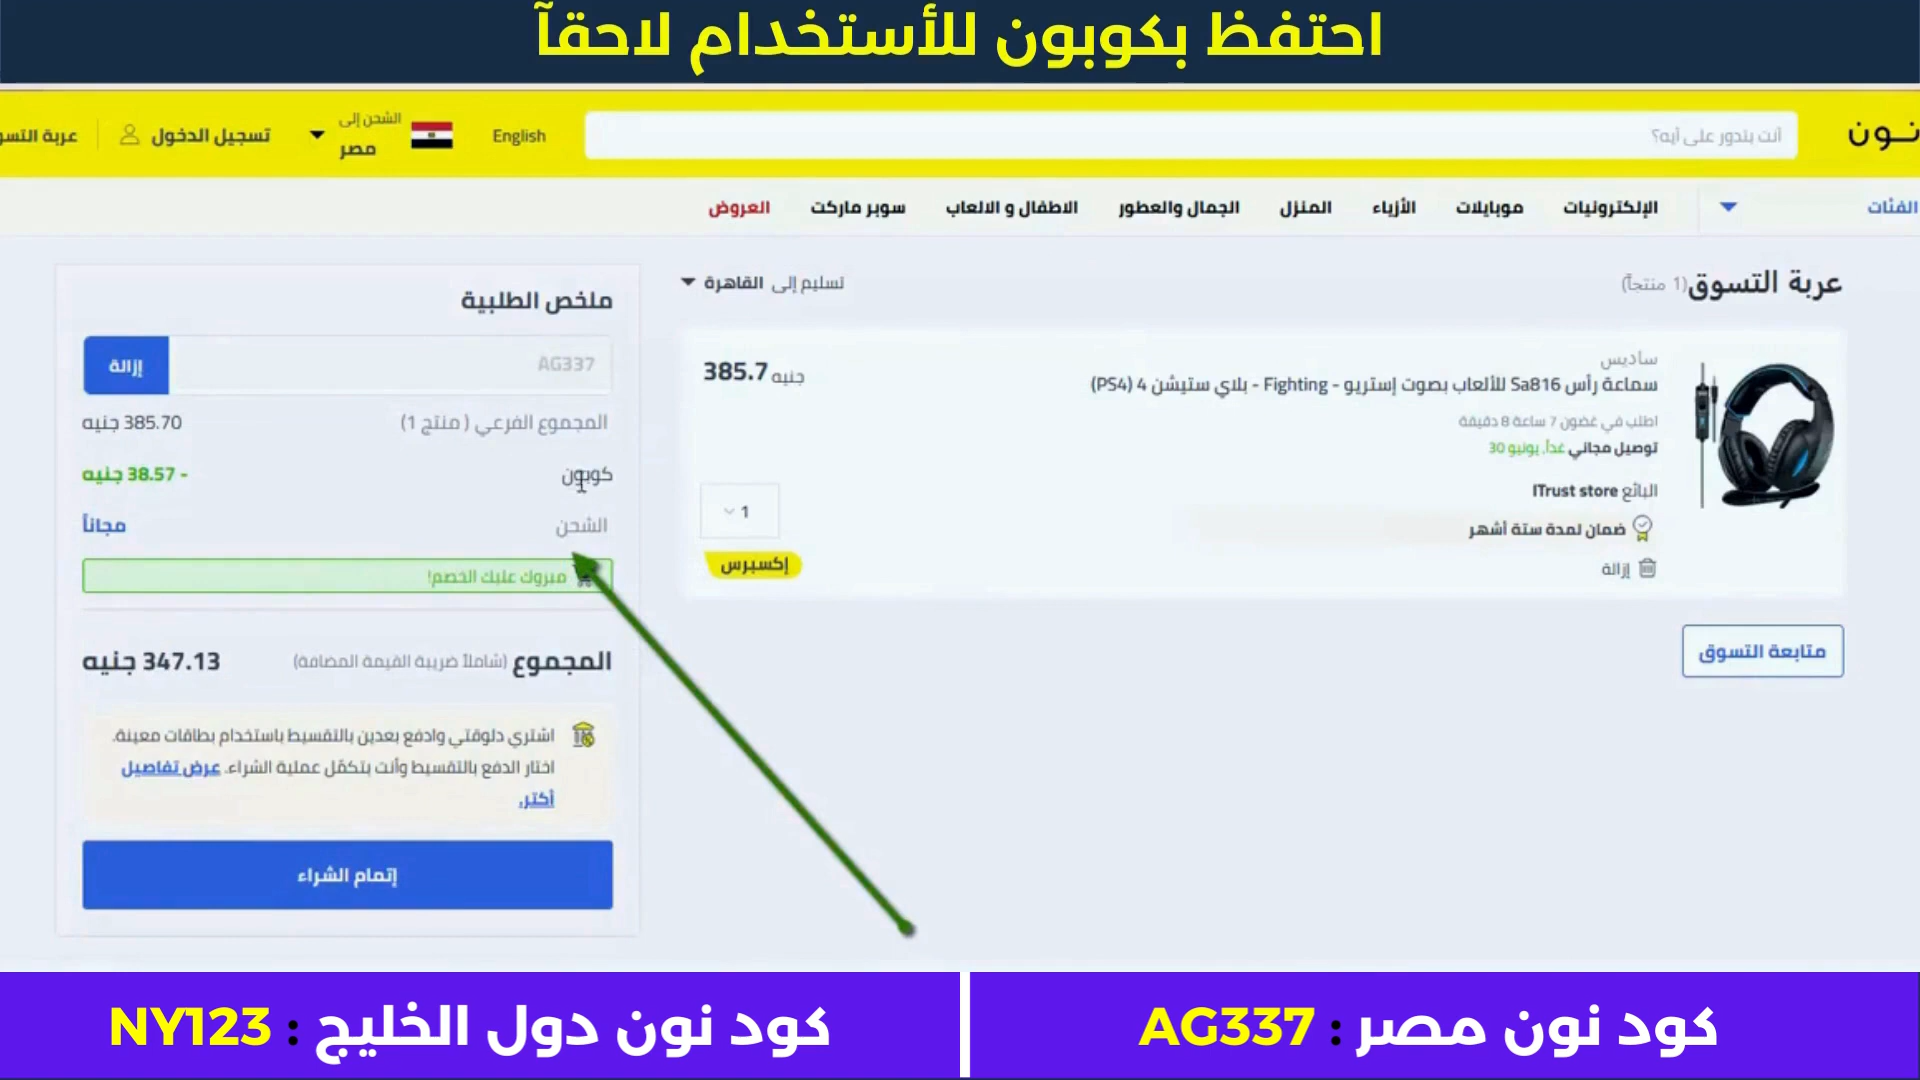 احتفظ بكوبون للأستخدام لاحقآ
نون
أنت بتدور على أيه؟
English
الشحن إلى
مصر
تسجيل الدخول
عربة
الفئات
الإلكترونيات
موبايلات
الأزياء
المنزل
الجمال والعطور
الاطفال و الالعاب
سوبر ماركت
العروض
عربة التسوق (1 منتجاً)
تسليم إلى القاهرة
ساديس
سماعة رأس Sa816 للألعاب بصوت إستريو - Fighting - بلاي ستيشن 4 (PS4)
جنيه 385.7
اطلب في غضون 7 ساعة 8 دقيقة
توصيل مجاني غداً, يونيو 30
البائع ITrust store
ضمان لمدة ستة أشهر
إزالة
1
إكسبرس
متابعة التسوق
ملخص الطلبية
AG337
إزالة
المجموع الفرعي ( منتج 1) 385.70 جنيه
كوبون - 38.57 جنيه
الشحن مجاناً
مبروك عليك الخصم!
المجموع (شاملاً ضريبة القيمة المضافة) 347.13 جنيه
اشتري دلوقتي وادفع بعدين بالتقسيط باستخدام بطاقات معينة.
اختار الدفع بالتقسيط وأنت بتكمّل عملية الشراء. عرض تفاصيل
أكتر.
إتمام الشراء
كود نون مصر : AG337
كود نون دول الخليج : NY123